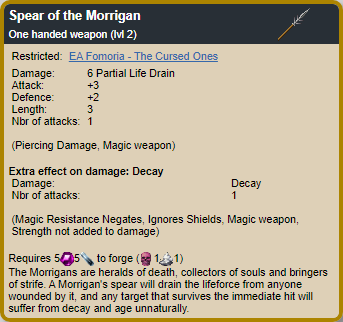 Spear of the Morrigan
One handed weapon (lvl 2)
Restricted: EA Fomoria - The Cursed Ones
Damage: 6 Partial Life Drain
Attack: +3
Defence: +2
Length: 3
Nbr of attacks: 1
(Piercing Damage, Magic weapon)
Extra effect on damage: Decay
Damage: Decay
Nbr of attacks: 1
(Magic Resistance Negates, Ignores Shields, Magic weapon,
Strength not added to damage)
Requires 5 5 to forge ( 1 1)
The Morrigans are heralds of death, collectors of souls and bringers
of strife. A Morrigan's spear will drain the lifeforce from anyone
wounded by it, and any target that survives the immediate hit will
suffer from decay and age unnaturally.